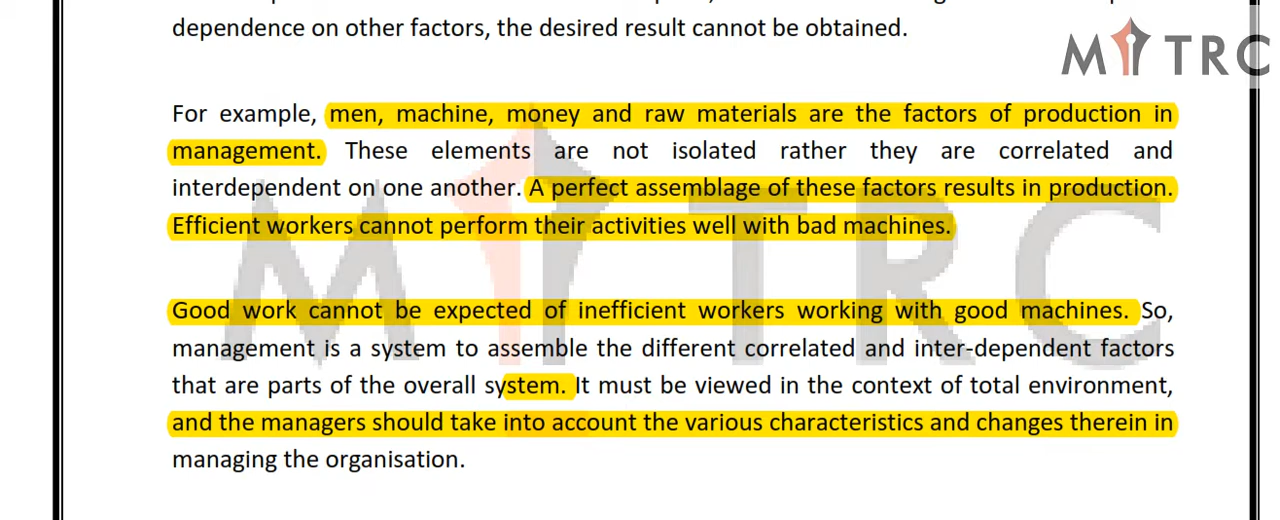 dependence on other factors, the desired result cannot be obtained.
MITRC
For example, men, machine, money and raw materials are the factors of production in
management. These elements are not isolated rather they are correlated and
interdependent on one another. A perfect assemblage of these factors results in production.
Efficient workers cannot perform their activities well with bad machines.
MITRC
Good work cannot be expected of inefficient workers working with good machines. So,
management is a system to assemble the different correlated and inter-dependent factors
that are parts of the overall system. It must be viewed in the context of total environment,
and the managers should take into account the various characteristics and changes therein in
managing the organisation.